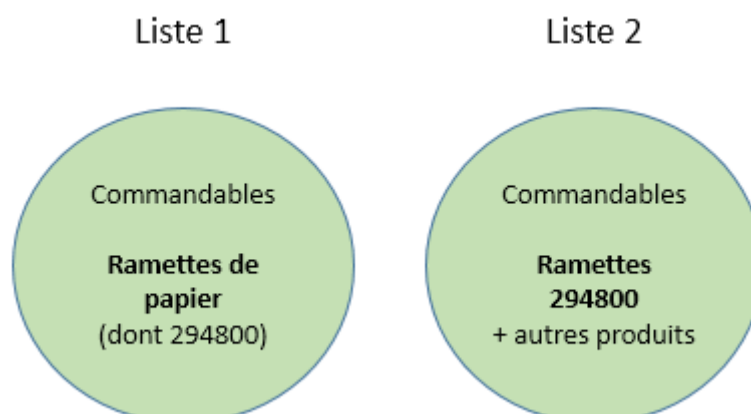 Liste 1
Commandables
Ramettes de
papier
(dont 294800)
Liste 2
Commandables
Ramettes
294800
+ autres produits